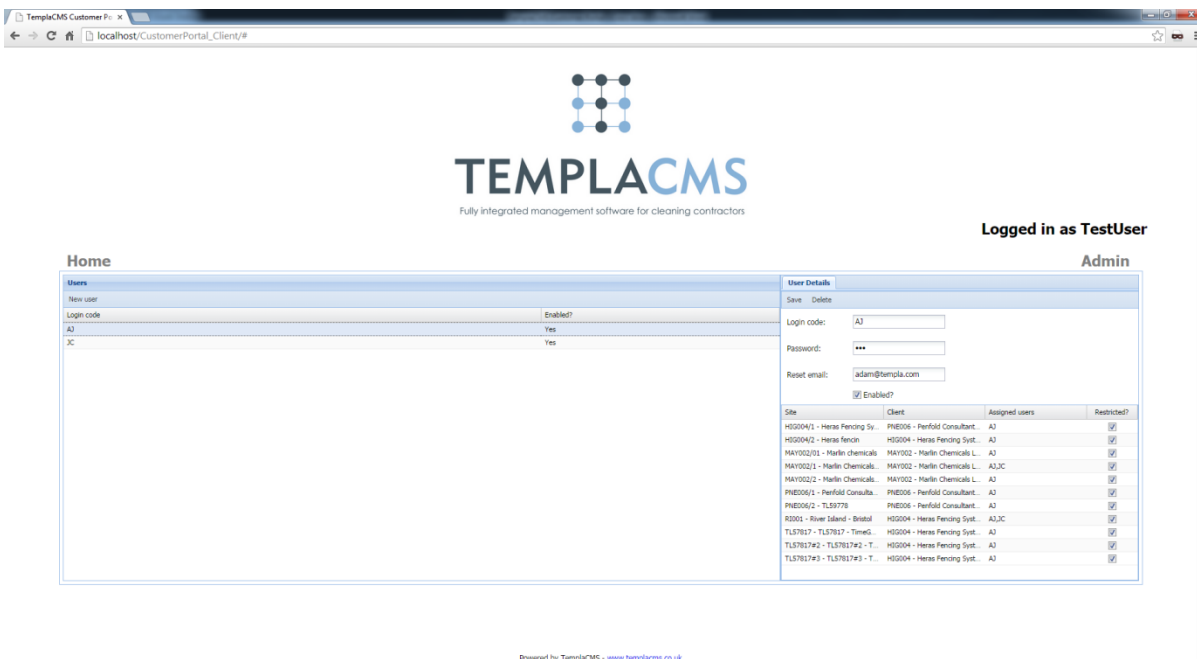 TemplaCMS Customer Po
localhost/CustomerPortal_Client/#
TEMPLACMS
Fully integrated management software for cleaning contractors
Logged in as TestUser
Home
Admin
Users
New user
Login code Enabled?
AJ Yes
JC Yes
User Details
Save Delete
Login code: AJ
Password: •••
Reset email: adam@templa.com
Enabled?
Site Client Assigned users Restricted?
HIG004/1 - Heras Fencing Sy... PNE006 - Penfold Consultant... AJ
HIG004/2 - Heras fencin HIG004 - Heras Fencing Syst... AJ
MAY002/01 - Marlin chemicals MAY002 - Marlin Chemicals L... AJ
MAY002/1 - Marlin Chemicals... MAY002 - Marlin Chemicals L... AJ,JC
MAY002/2 - Marlin Chemicals... MAY002 - Marlin Chemicals L... AJ
PNE006/1 - Penfold Consulta... PNE006 - Penfold Consultant... AJ
PNE006/2 - TL59778 PNE006 - Penfold Consultant... AJ
RI001 - River Island - Bristol HIG004 - Heras Fencing Syst... AJ,JC
TL57817 - TL57817 - TimeG... HIG004 - Heras Fencing Syst... AJ
TL57817#2 - TL57817#2 - T... HIG004 - Heras Fencing Syst... AJ
TL57817#3 - TL57817#3 - T... HIG004 - Heras Fencing Syst... AJ
Powered by TemplaCMS - www.templacms.co.uk